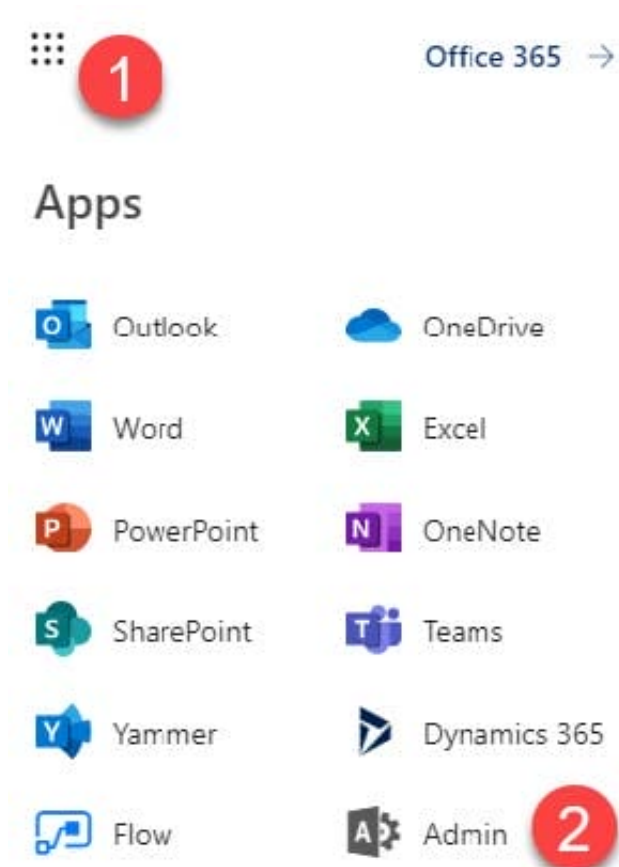 1 Office 365 →
Apps
Outlook OneDrive
Word Excel
PowerPoint OneNote
SharePoint Teams
Yammer Dynamics 365
Flow Admin 2